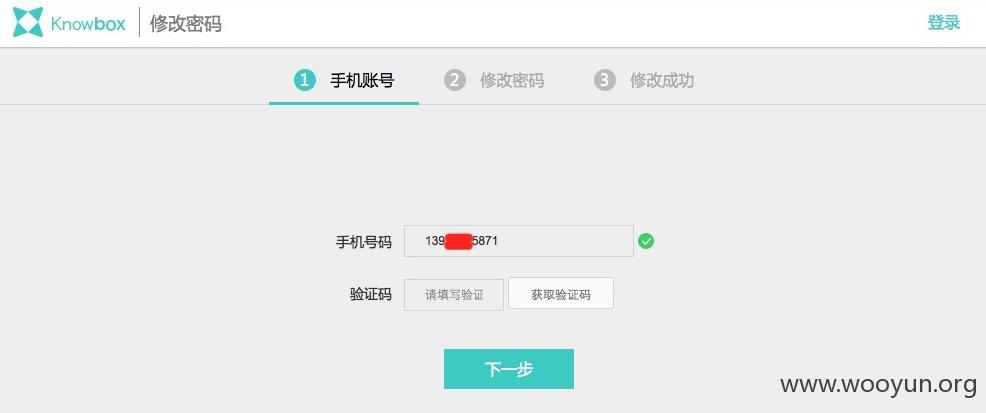 Knowbox 修改密码 登录
1 手机账号 2 修改密码 3 修改成功
手机号码 139 5871
验证码 请填写验证 获取验证码
下一步
www.wooyun.org